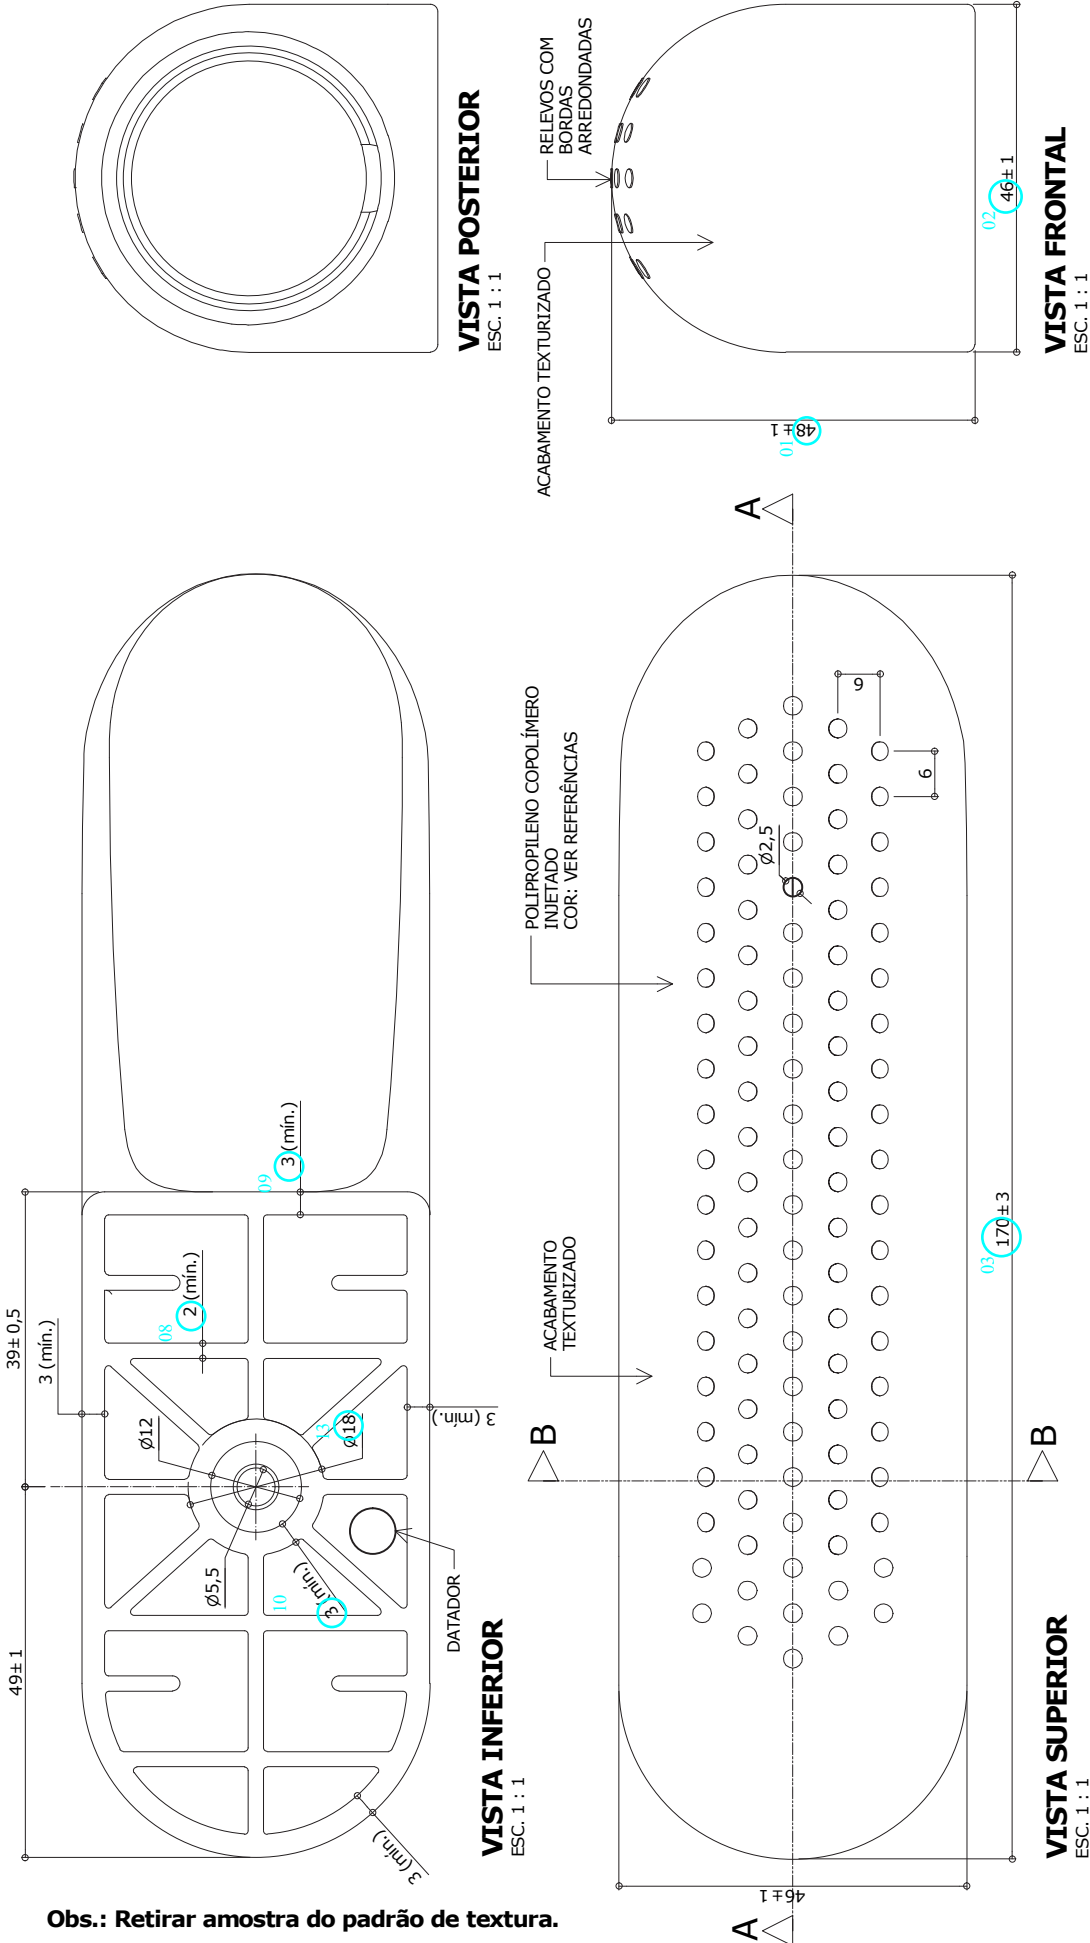 VISTA POSTERIOR
ESC. 1 : 1
RELEVOS COM
BORDAS
ARREDONDADAS
ACABAMENTO TEXTURIZADO
01
48±1
02
46±1
VISTA FRONTAL
ESC. 1 : 1
39±0,5
49±1
3 (mín.)
08
2 (mín.)
09
3 (mín.)
Ø12
13
Ø18
3 (mín.)
Ø5,5
10
3 (mín.)
DATADOR
3 (mín.)
VISTA INFERIOR
ESC. 1 : 1
POLIPROPILENO COPOLÍMERO
INJETADO
COR: VER REFERÊNCIAS
ACABAMENTO
TEXTURIZADO
A
A
B
B
6
6
Ø2,5
03
170±3
46±1
VISTA SUPERIOR
ESC. 1 : 1
Obs.: Retirar amostra do padrão de textura.